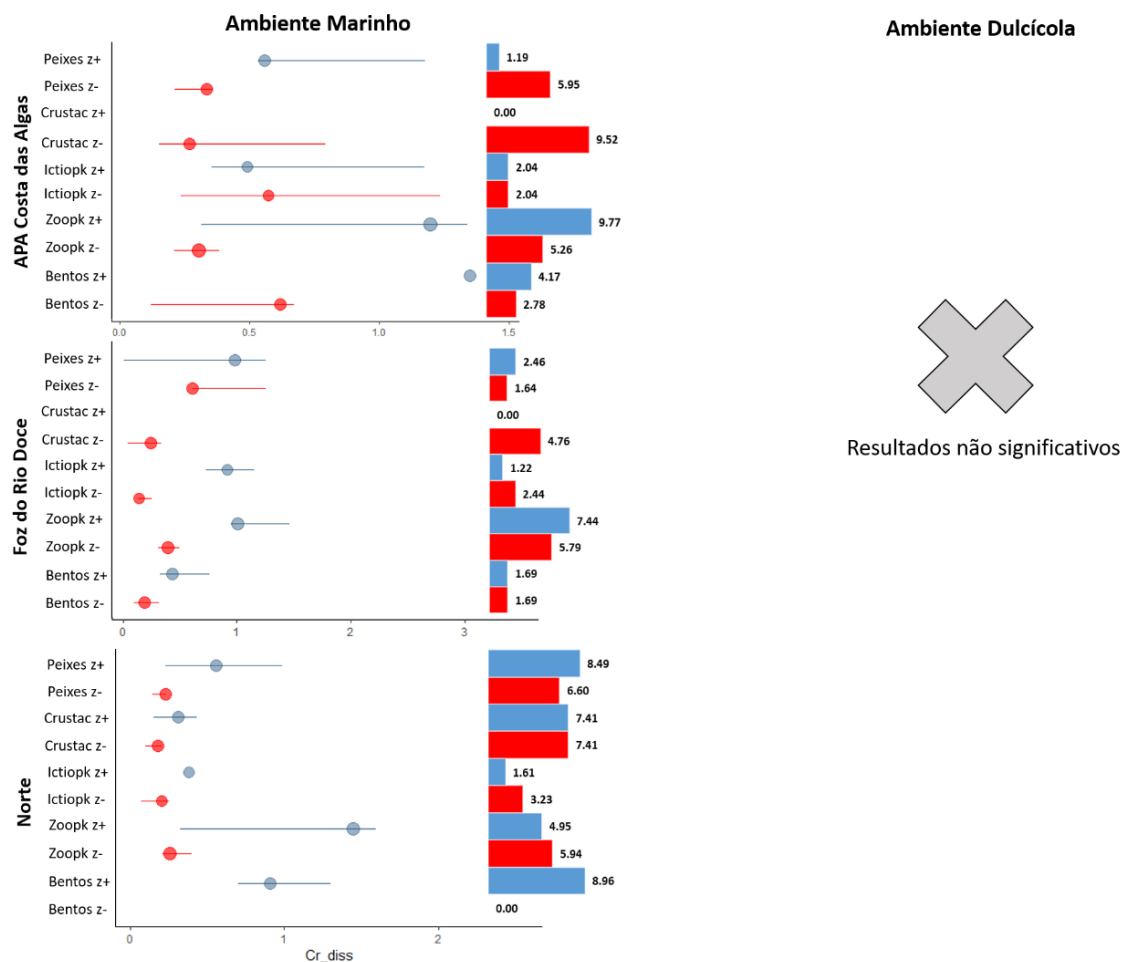 Ambiente Marinho
Ambiente Dulcícola
APA Costa das Algas
Peixes z+
1.19
Peixes z-
5.95
Crustac z+
0.00
Crustac z-
9.52
Ictiopk z+
2.04
Ictiopk z-
2.04
Zoopk z+
9.77
Zoopk z-
5.26
Bentos z+
4.17
Bentos z-
2.78
0.0 0.5 1.0 1.5
Foz do Rio Doce
Peixes z+
2.46
Peixes z-
1.64
Crustac z+
0.00
Crustac z-
4.76
Ictiopk z+
1.22
Ictiopk z-
2.44
Zoopk z+
7.44
Zoopk z-
5.79
Bentos z+
1.69
Bentos z-
1.69
0 1 2 3
Resultados não significativos
Norte
Peixes z+
8.49
Peixes z-
6.60
Crustac z+
7.41
Crustac z-
7.41
Ictiopk z+
1.61
Ictiopk z-
3.23
Zoopk z+
4.95
Zoopk z-
5.94
Bentos z+
8.96
Bentos z-
0.00
0 1 2
Cr_diss